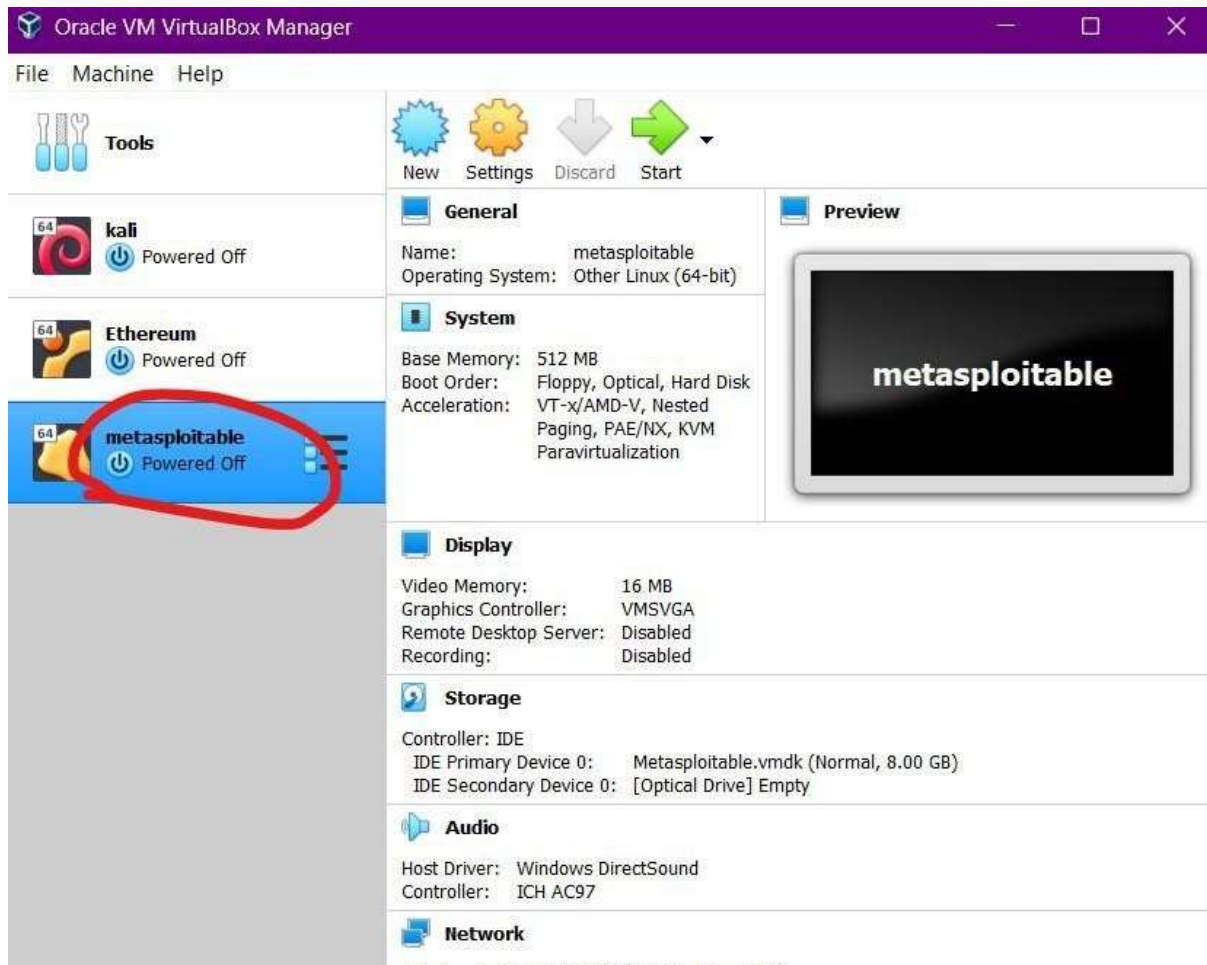 Oracle VM VirtualBox Manager
File Machine Help
Tools
64
kali
Powered Off
64
Ethereum
Powered Off
64
metasploitable
Powered Off
New Settings Discard Start
General
Name: metasploitable
Operating System: Other Linux (64-bit)
System
Base Memory: 512 MB
Boot Order: Floppy, Optical, Hard Disk
Acceleration: VT-x/AMD-V, Nested
Paging, PAE/NX, KVM
Paravirtualization
Preview
metasploitable
Display
Video Memory: 16 MB
Graphics Controller: VMSVGA
Remote Desktop Server: Disabled
Recording: Disabled
Storage
Controller: IDE
IDE Primary Device 0: Metasploitable.vmdk (Normal, 8.00 GB)
IDE Secondary Device 0: [Optical Drive] Empty
Audio
Host Driver: Windows DirectSound
Controller: ICH AC97
Network